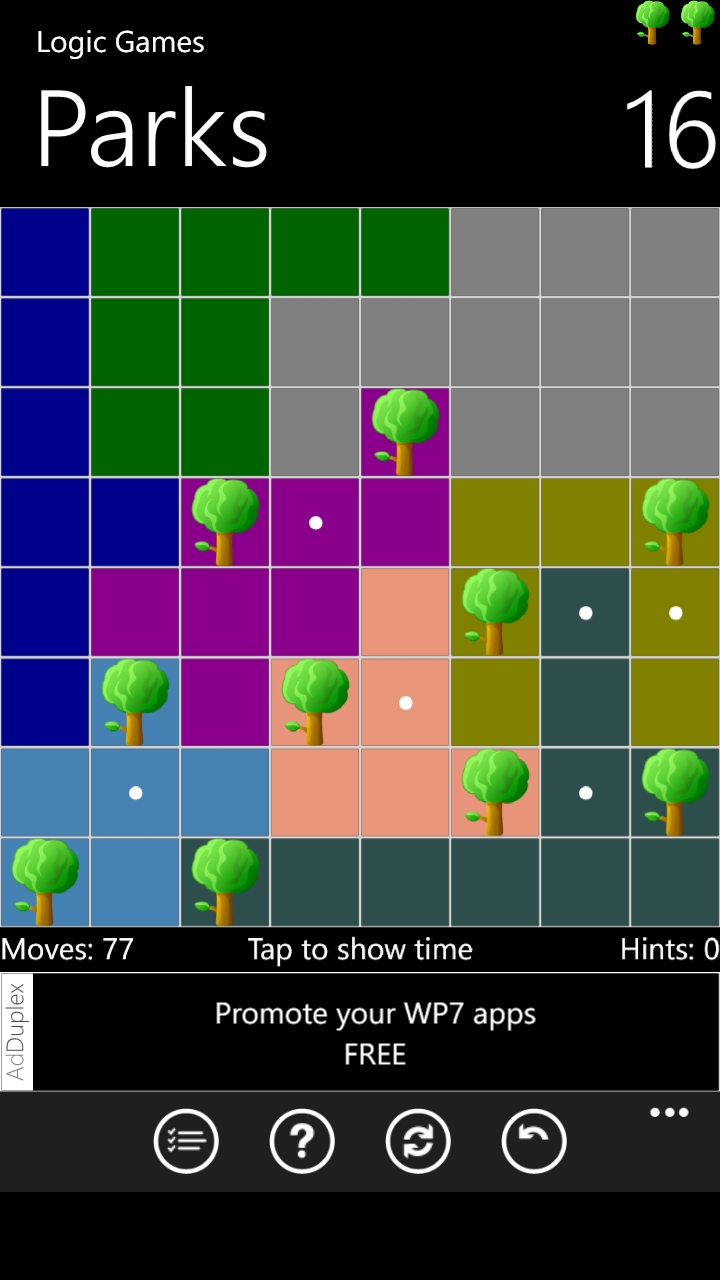 Logic Games
Parks
16
Moves: 77
Tap to show time
Hints: 0
AdDuplex
Promote your WP7 apps
FREE
?